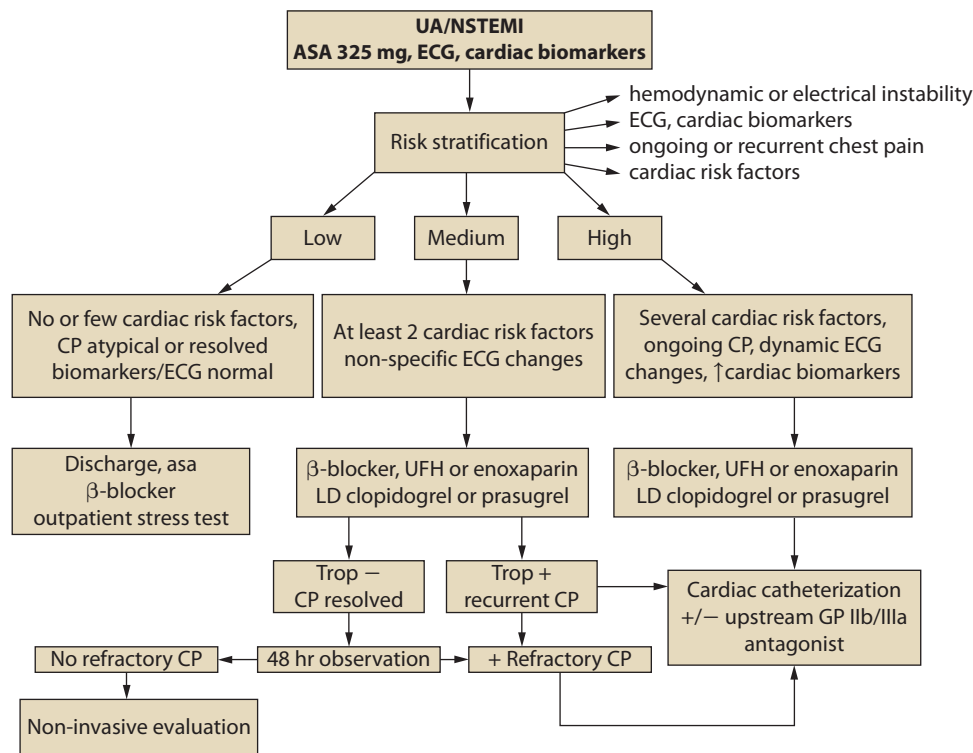 UA/NSTEMI
ASA 325 mg, ECG, cardiac biomarkers
Risk stratification
hemodynamic or electrical instability
ECG, cardiac biomarkers
ongoing or recurrent chest pain
cardiac risk factors
Low
Medium
High
No or few cardiac risk factors,
CP atypical or resolved
biomarkers/ECG normal
At least 2 cardiac risk factors
non-specific ECG changes
Several cardiac risk factors,
ongoing CP, dynamic ECG
changes, ↑cardiac biomarkers
Discharge, asa
β-blocker
outpatient stress test
β-blocker, UFH or enoxaparin
LD clopidogrel or prasugrel
β-blocker, UFH or enoxaparin
LD clopidogrel or prasugrel
Trop −
CP resolved
Trop +
recurrent CP
Cardiac catheterization
+/− upstream GP IIb/IIIa
antagonist
No refractory CP
48 hr observation
+ Refractory CP
Non-invasive evaluation